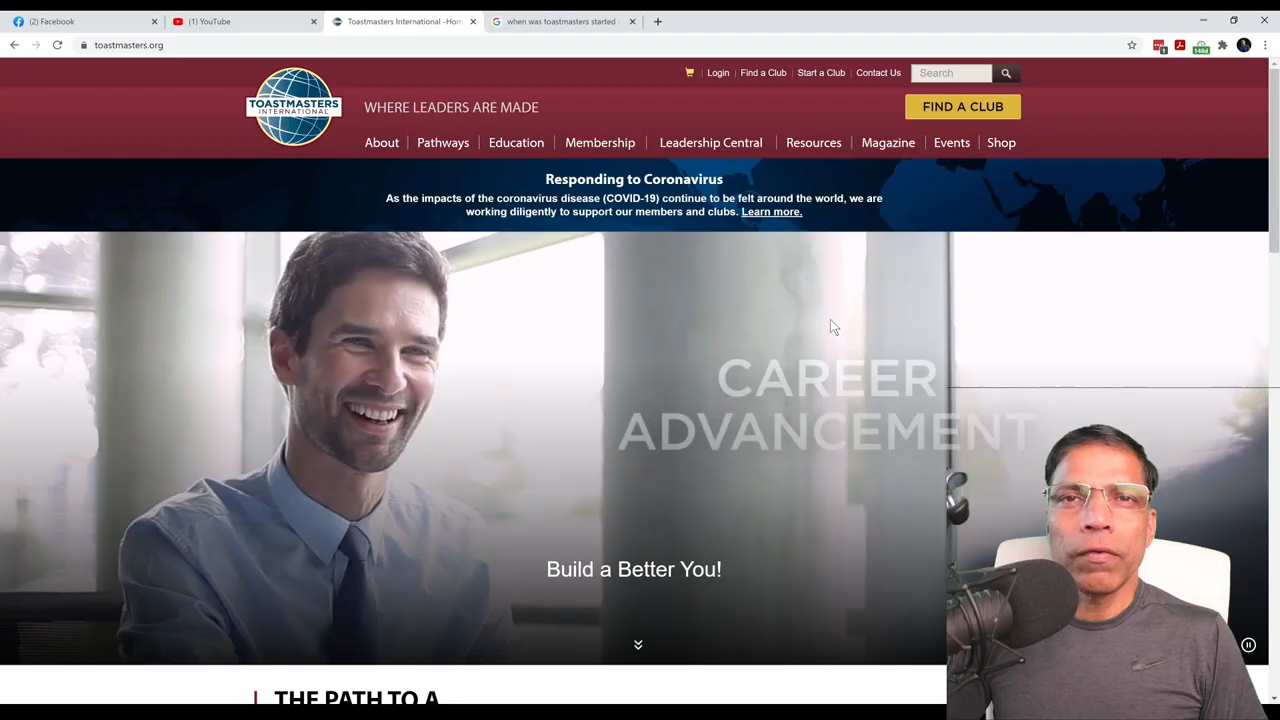 (2) Facebook
(1) YouTube
Toastmasters International -Hom
when was toastmasters started -
toastmasters.org
1
148d
Login
Find a Club
Start a Club
Contact Us
Search
TOASTMASTERS
INTERNATIONAL
WHERE LEADERS ARE MADE
FIND A CLUB
About
Pathways
Education
Membership
Leadership Central
Resources
Magazine
Events
Shop
Responding to Coronavirus
As the impacts of the coronavirus disease (COVID-19) continue to be felt around the world, we are
working diligently to support our members and clubs. Learn more.
CAREER
ADVANCEMENT
Build a Better You!
THE PATH TO A